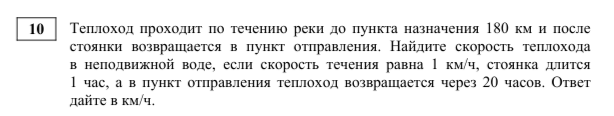 10 Теплоход проходит по течению реки до пункта назначения 180 км и после
стоянки возвращается в пункт отправления. Найдите скорость теплохода
в неподвижной воде, если скорость течения равна 1 км/ч, стоянка длится
1 час, а в пункт отправления теплоход возвращается через 20 часов. Ответ
дайте в км/ч.